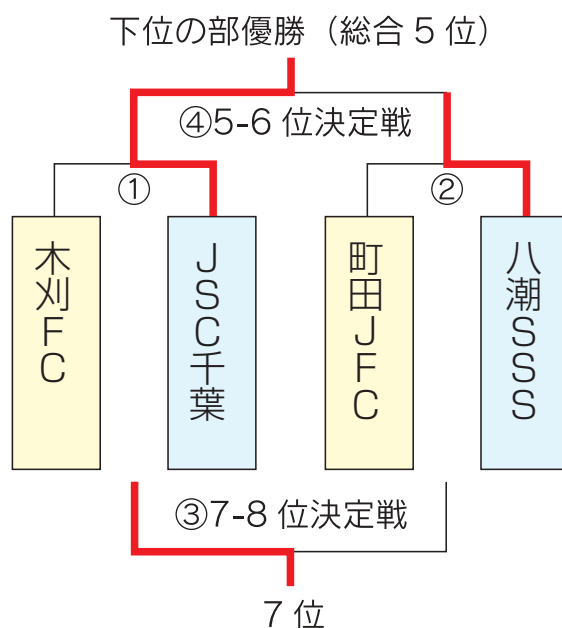 下位の部優勝（総合5位）
④5-6位決定戦
①
②
木刈FC
JSC千葉
町田JFC
八潮SSS
③7-8位決定戦
7位